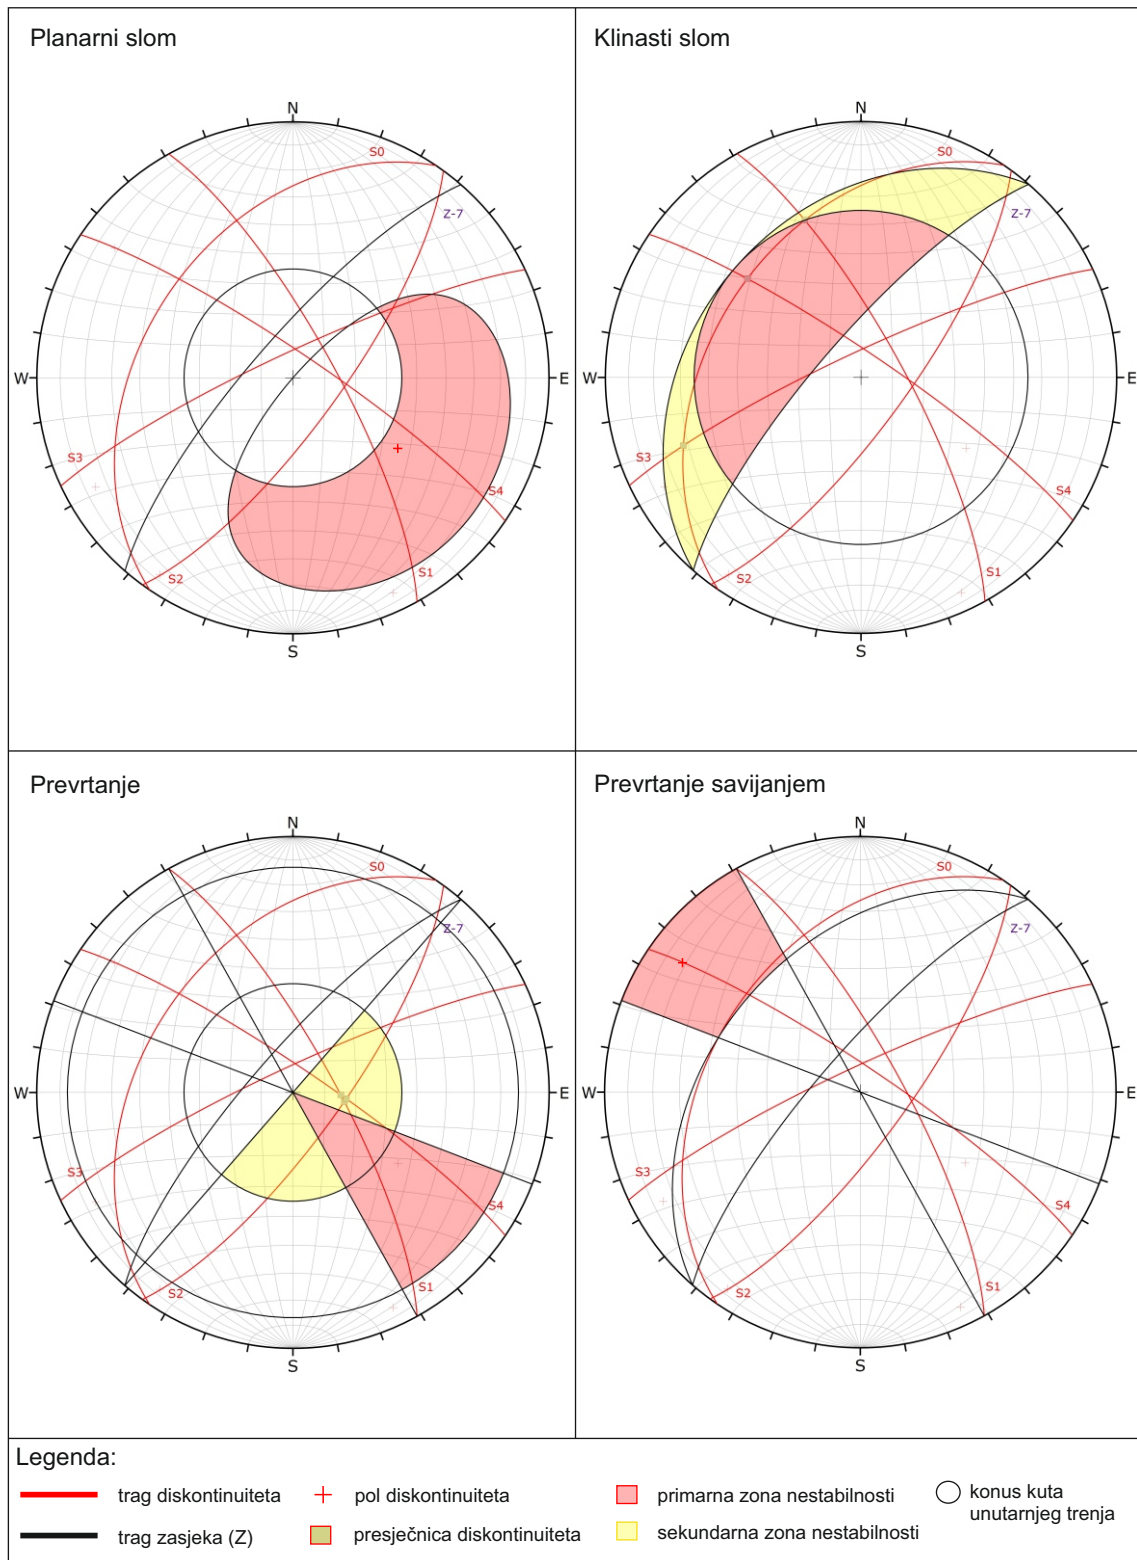 Planarni slom
N
S0
Z-7
W
E
S3
S4
S2
S1
S
Klinasti slom
N
S0
Z-7
W
E
S3
S4
S2
S1
S
Prevrtanje
N
S0
Z-7
W
E
S3
S4
S2
S1
S
Prevrtanje savijanjem
N
S0
Z-7
W
E
S3
S4
S2
S1
S
Legenda:
trag diskontinuiteta
pol diskontinuiteta
primarna zona nestabilnosti
konus kuta
unutarnjeg trenja
trag zasjeka (Z)
presječnica diskontinuiteta
sekundarna zona nestabilnosti